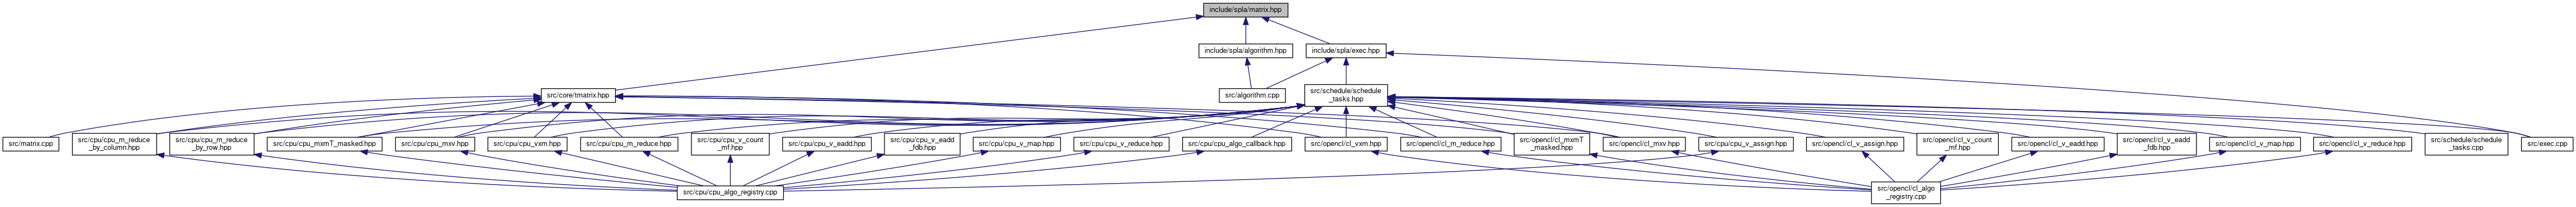 include/spla/matrix.hpp
include/spla/algorithm.hpp
include/spla/exec.hpp
src/core/tmatrix.hpp
src/algorithm.cpp
src/schedule/schedule
_tasks.hpp
src/matrix.cpp
src/cpu/cpu_m_reduce
_by_column.hpp
src/cpu/cpu_m_reduce
_by_row.hpp
src/cpu/cpu_mxmT_masked.hpp
src/cpu/cpu_mxv.hpp
src/cpu/cpu_vxm.hpp
src/cpu/cpu_m_reduce.hpp
src/cpu/cpu_v_count
_mf.hpp
src/cpu/cpu_v_eadd.hpp
src/cpu/cpu_v_eadd
_fdb.hpp
src/cpu/cpu_v_map.hpp
src/cpu/cpu_v_reduce.hpp
src/cpu/cpu_algo_callback.hpp
src/opencl/cl_vxm.hpp
src/opencl/cl_m_reduce.hpp
src/opencl/cl_mxmT
_masked.hpp
src/opencl/cl_mxv.hpp
src/cpu/cpu_v_assign.hpp
src/opencl/cl_v_assign.hpp
src/opencl/cl_v_count
_mf.hpp
src/opencl/cl_v_eadd.hpp
src/opencl/cl_v_eadd
_fdb.hpp
src/opencl/cl_v_map.hpp
src/opencl/cl_v_reduce.hpp
src/schedule/schedule
_tasks.cpp
src/exec.cpp
src/cpu/cpu_algo_registry.cpp
src/opencl/cl_algo
_registry.cpp